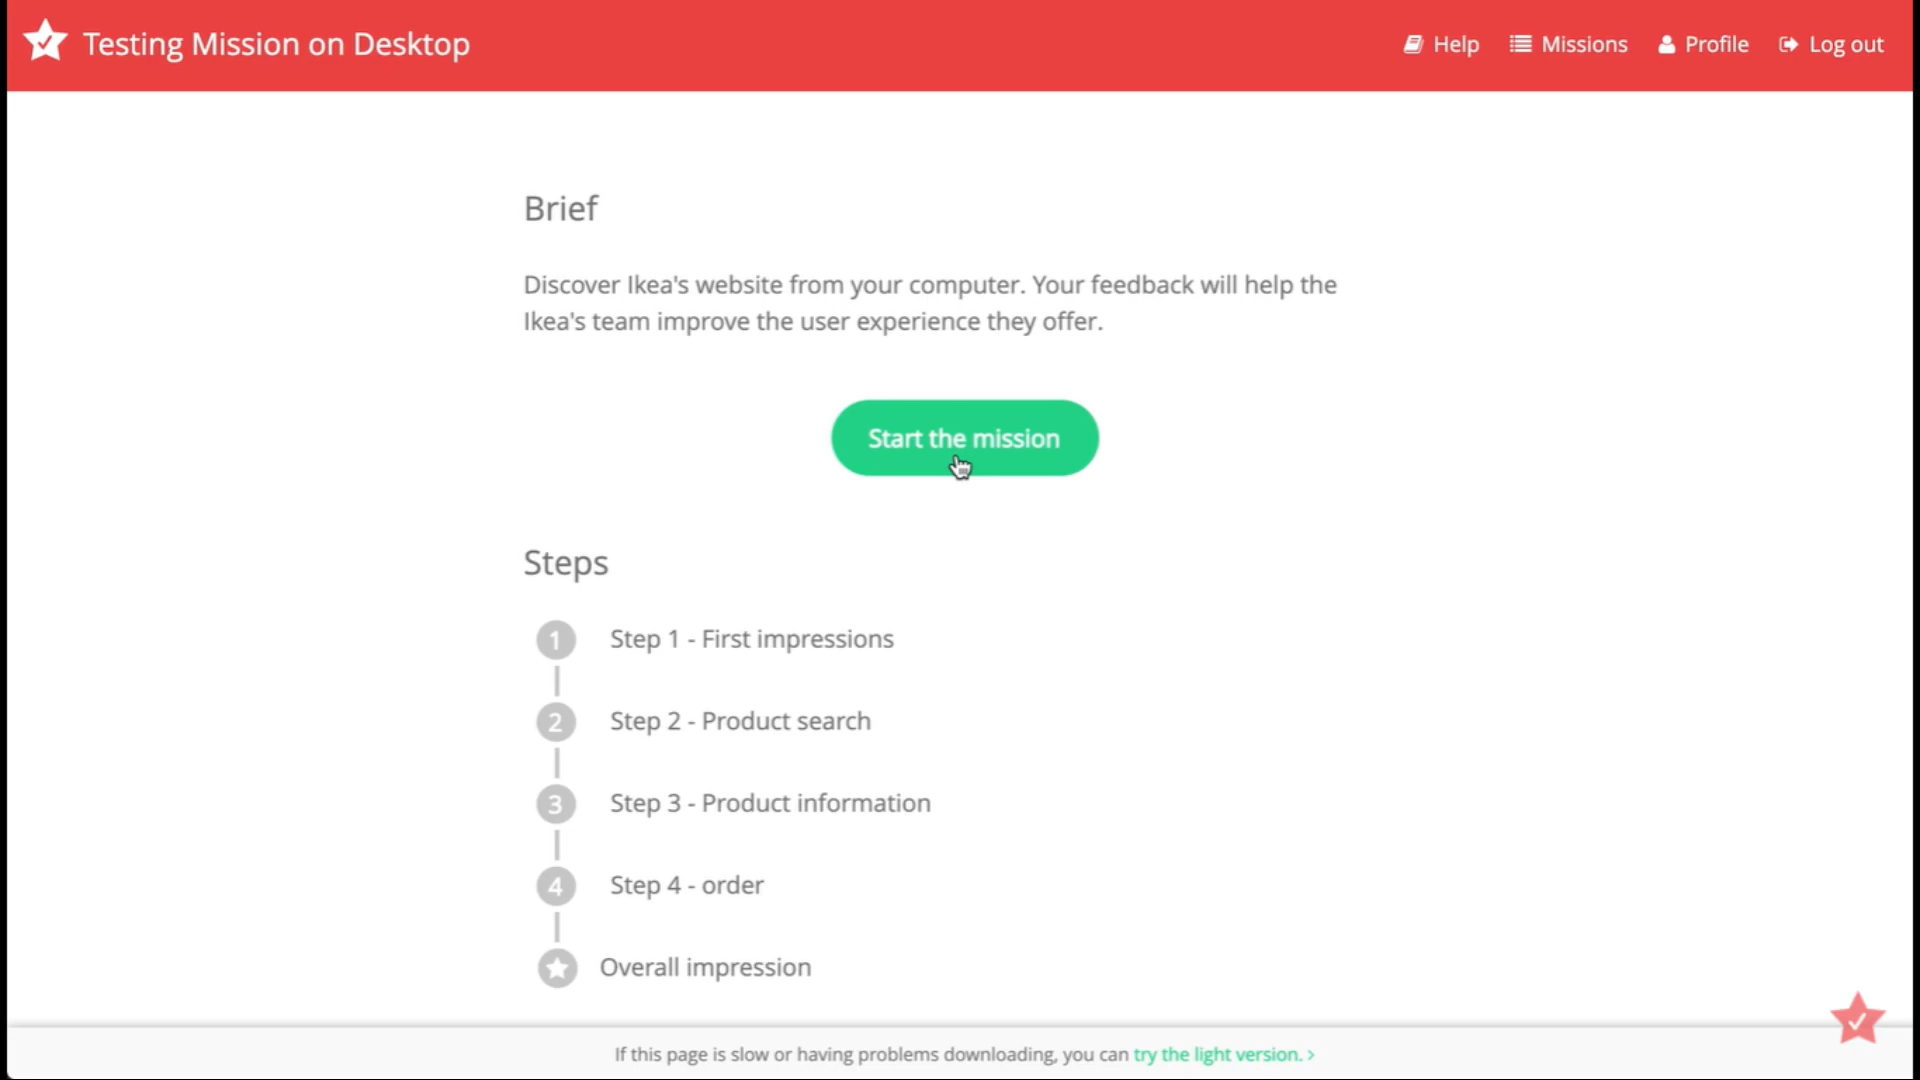 Testing Mission on Desktop
Help
Missions
Profile
Log out
Brief
Discover Ikea's website from your computer. Your feedback will help the
Ikea's team improve the user experience they offer.
Start the mission
Steps
1 Step 1 - First impressions
2 Step 2 - Product search
3 Step 3 - Product information
4 Step 4 - order
Overall impression
If this page is slow or having problems downloading, you can try the light version. >